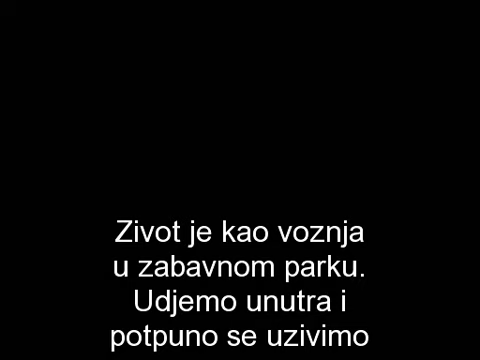 Zivot je kao voznja
u zabavnom parku.
Udjemo unutra i
potpuno se uzivimo